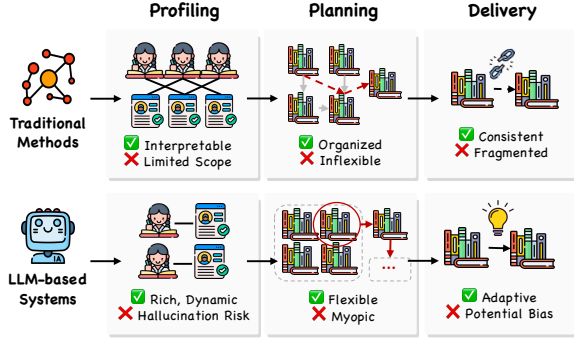 Profiling
Planning
Delivery
Traditional
Methods
✅ Interpretable
❌ Limited Scope
✅ Organized
❌ Inflexible
✅ Consistent
❌ Fragmented
IA
LLM-based
Systems
✅ Rich, Dynamic
❌ Hallucination Risk
...
✅ Flexible
❌ Myopic
✅ Adaptive
❌ Potential Bias